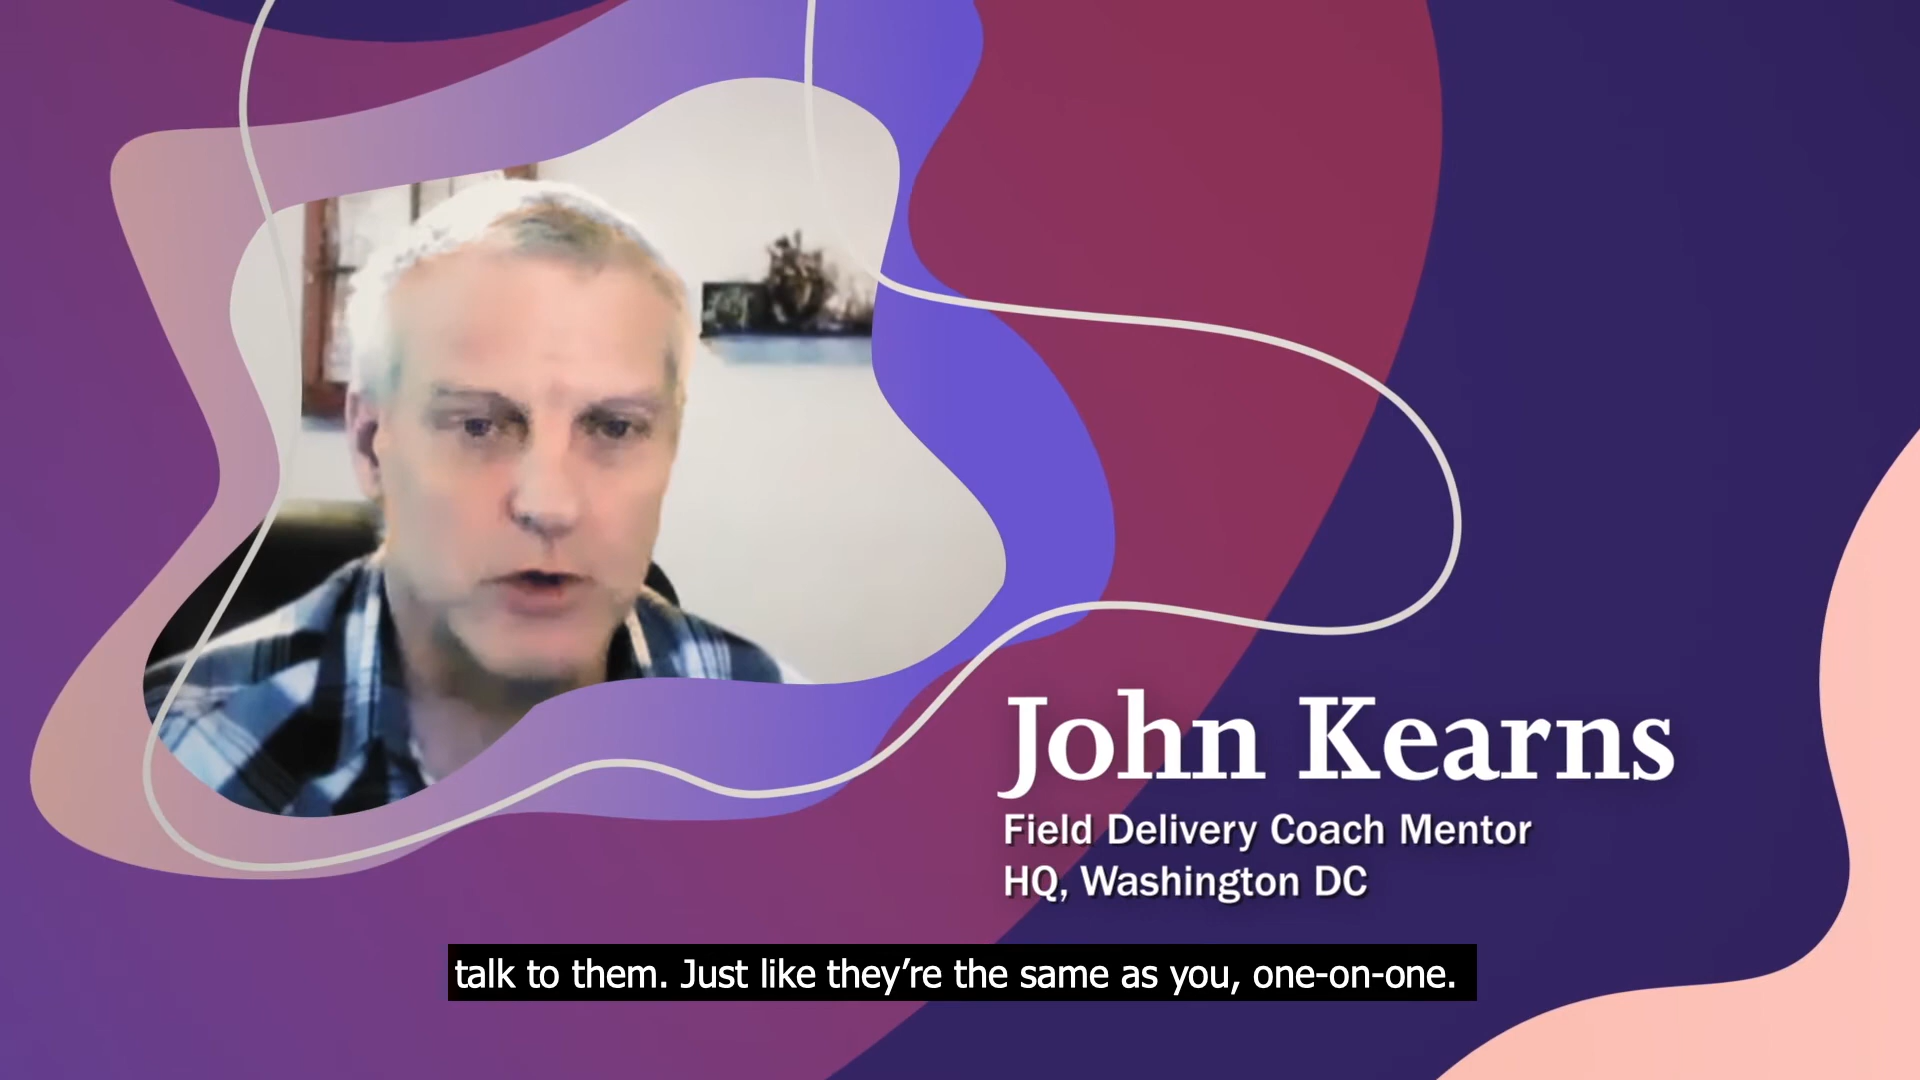 John Kearns
Field Delivery Coach Mentor
HQ, Washington DC
talk to them. Just like they’re the same as you, one-on-one.